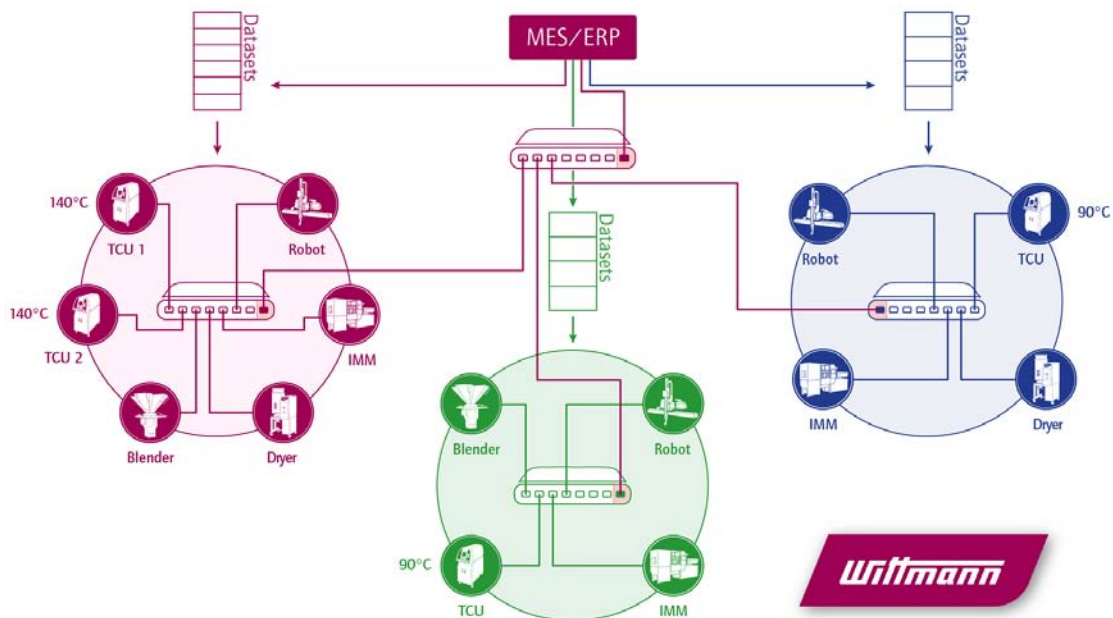 Datasets
MES/ERP
Datasets
140°C
TCU 1
Robot
Datasets
Robot
90°C
TCU
140°C
TCU 2
IMM
Blender
Dryer
IMM
Dryer
Blender
Robot
90°C
TCU
IMM
Wittmann